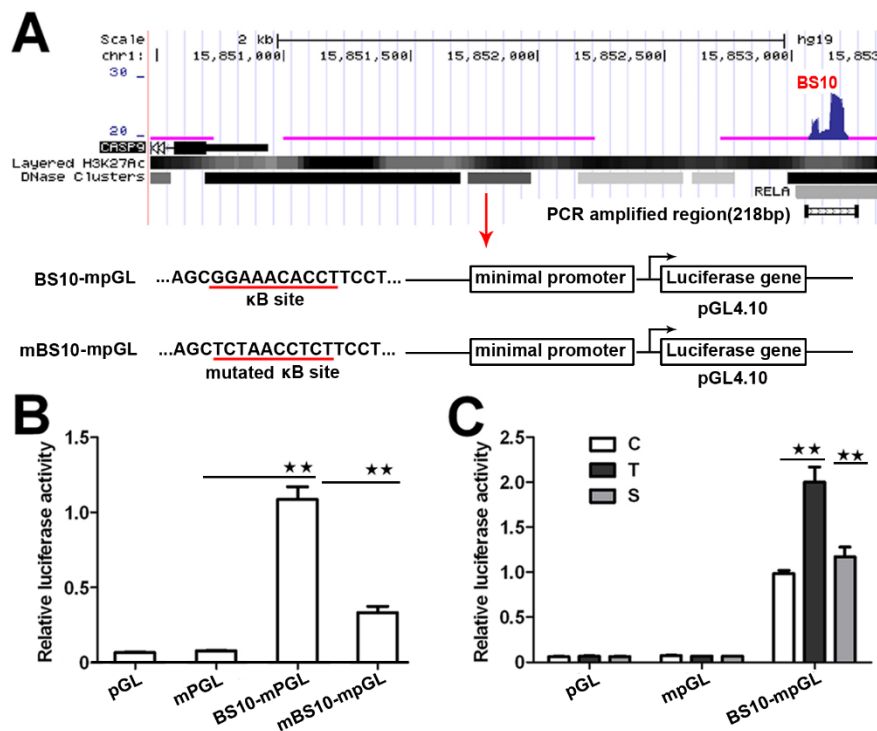 A
Scale 2 kb hg19
chr1: 15,851,000 15,851,500 15,852,000 15,852,500 15,853,000 15,853
30 _
BS10
20 _
CASP9
Layered H3K27Ac
DNase Clusters
RELA
PCR amplified region(218bp)
BS10-mpGL ...AGCGGAAACACCTTCCT... minimal promoter Luciferase gene
κB site pGL4.10
mBS10-mpGL ...AGCTCTAACCTCTTCCT... minimal promoter Luciferase gene
mutated κB site pGL4.10
B
Relative luciferase activity
1.5
1.0
0.5
0
★★ ★★
pGL mPGL BS10-mPGL mBS10-mpGL
C
Relative luciferase activity
2.5
2.0
1.5
1.0
0.5
0
C
T
S
★★ ★★
pGL mpGL BS10-mpGL